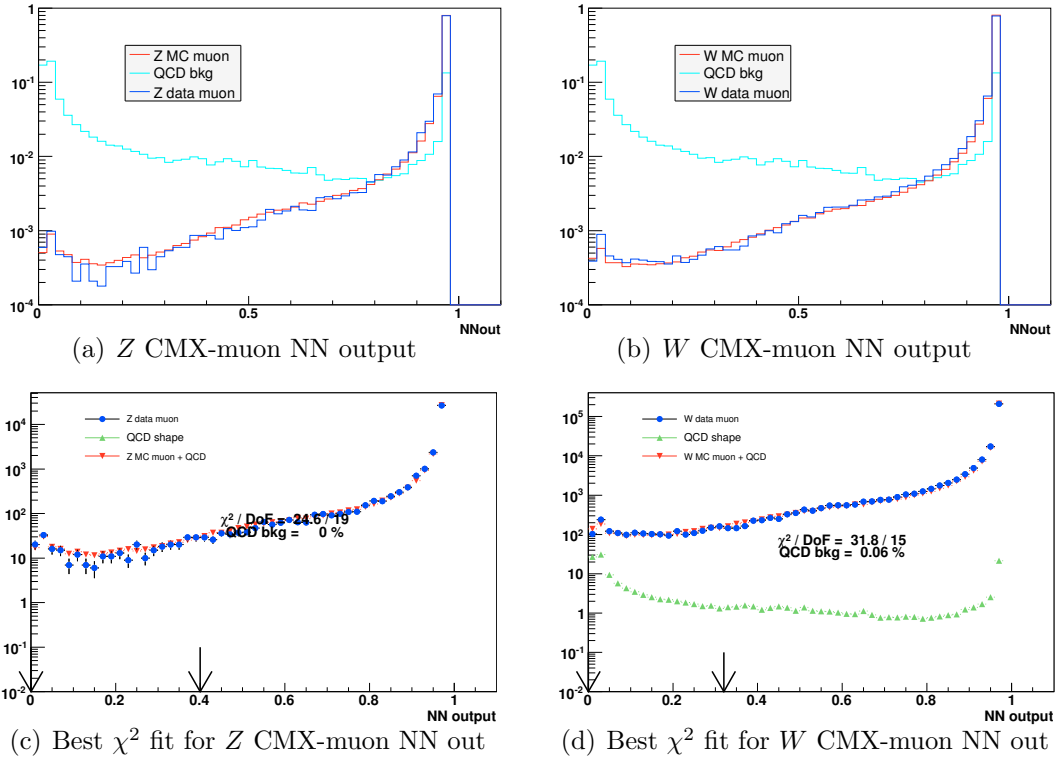 1
10⁻¹
10⁻²
10⁻³
10⁻⁴
Z MC muon
QCD bkg
Z data muon
0 0.5 1
NNout
(a) Z CMX-muon NN output
1
10⁻¹
10⁻²
10⁻³
10⁻⁴
W MC muon
QCD bkg
W data muon
0 0.5 1
NNout
(b) W CMX-muon NN output
10⁴
10³
10²
10
1
10⁻¹
10⁻²
Z data muon
QCD shape
Z MC muon + QCD
χ² / DoF = 24.6 / 19
QCD bkg = 0 %
0 0.2 0.4 0.6 0.8 1
NN output
(c) Best χ² fit for Z CMX-muon NN out
10⁵
10⁴
10³
10²
10
1
10⁻¹
10⁻²
W data muon
QCD shape
W MC muon + QCD
χ² / DoF = 31.8 / 15
QCD bkg = 0.06 %
0 0.2 0.4 0.6 0.8 1
NN output
(d) Best χ² fit for W CMX-muon NN out